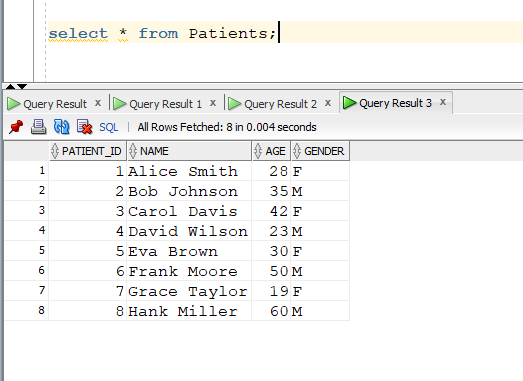 select * from Patients;
Query Result x Query Result 1 x Query Result 2 x Query Result 3 x
SQL | All Rows Fetched: 8 in 0.004 seconds
PATIENT_ID NAME AGE GENDER
1 1 Alice Smith 28 F
2 2 Bob Johnson 35 M
3 3 Carol Davis 42 F
4 4 David Wilson 23 M
5 5 Eva Brown 30 F
6 6 Frank Moore 50 M
7 7 Grace Taylor 19 F
8 8 Hank Miller 60 M